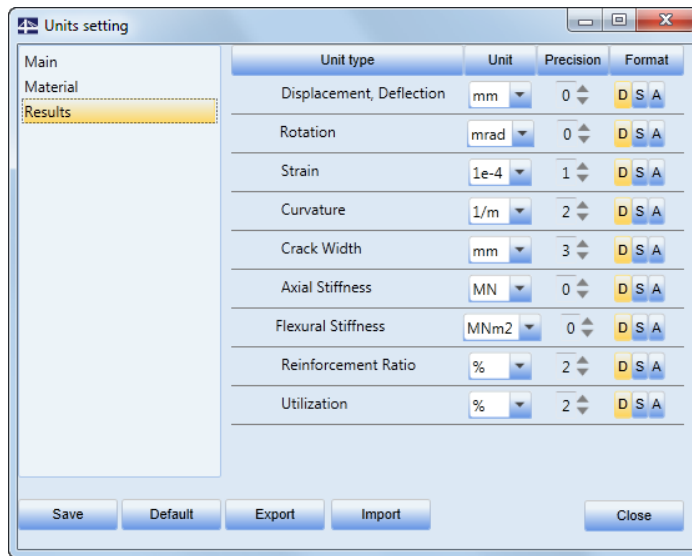 Units setting
Main
Material
Results
Unit type Unit Precision Format
Displacement, Deflection mm 0 D S A
Rotation mrad 0 D S A
Strain 1e-4 1 D S A
Curvature 1/m 2 D S A
Crack Width mm 3 D S A
Axial Stiffness MN 0 D S A
Flexural Stiffness MNm2 0 D S A
Reinforcement Ratio % 2 D S A
Utilization % 2 D S A
Save Default Export Import Close